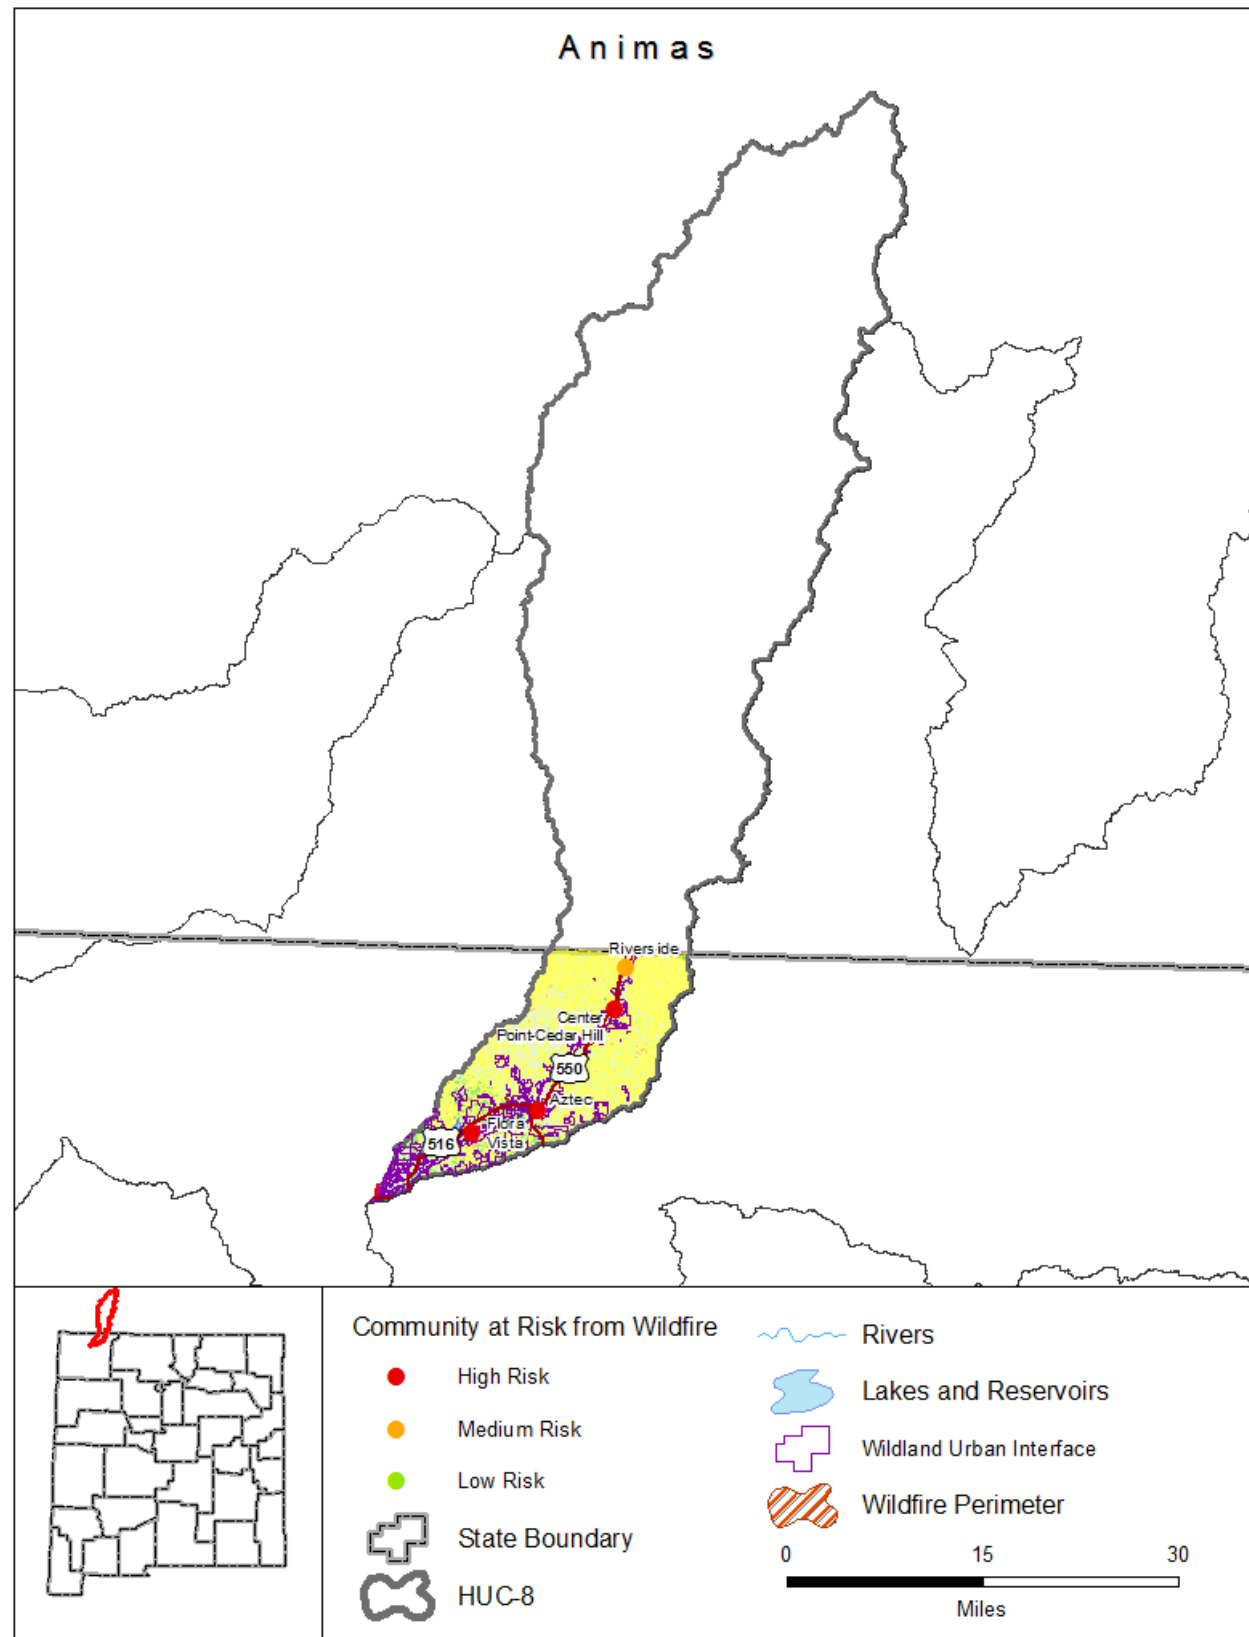 Animas
Riverside
Center
Point-Cedar Hill
550
Aztec
Flora
Vista
516
Community at Risk from Wildfire
High Risk
Medium Risk
Low Risk
State Boundary
HUC-8
Rivers
Lakes and Reservoirs
Wildland Urban Interface
Wildfire Perimeter
0 15 30
Miles